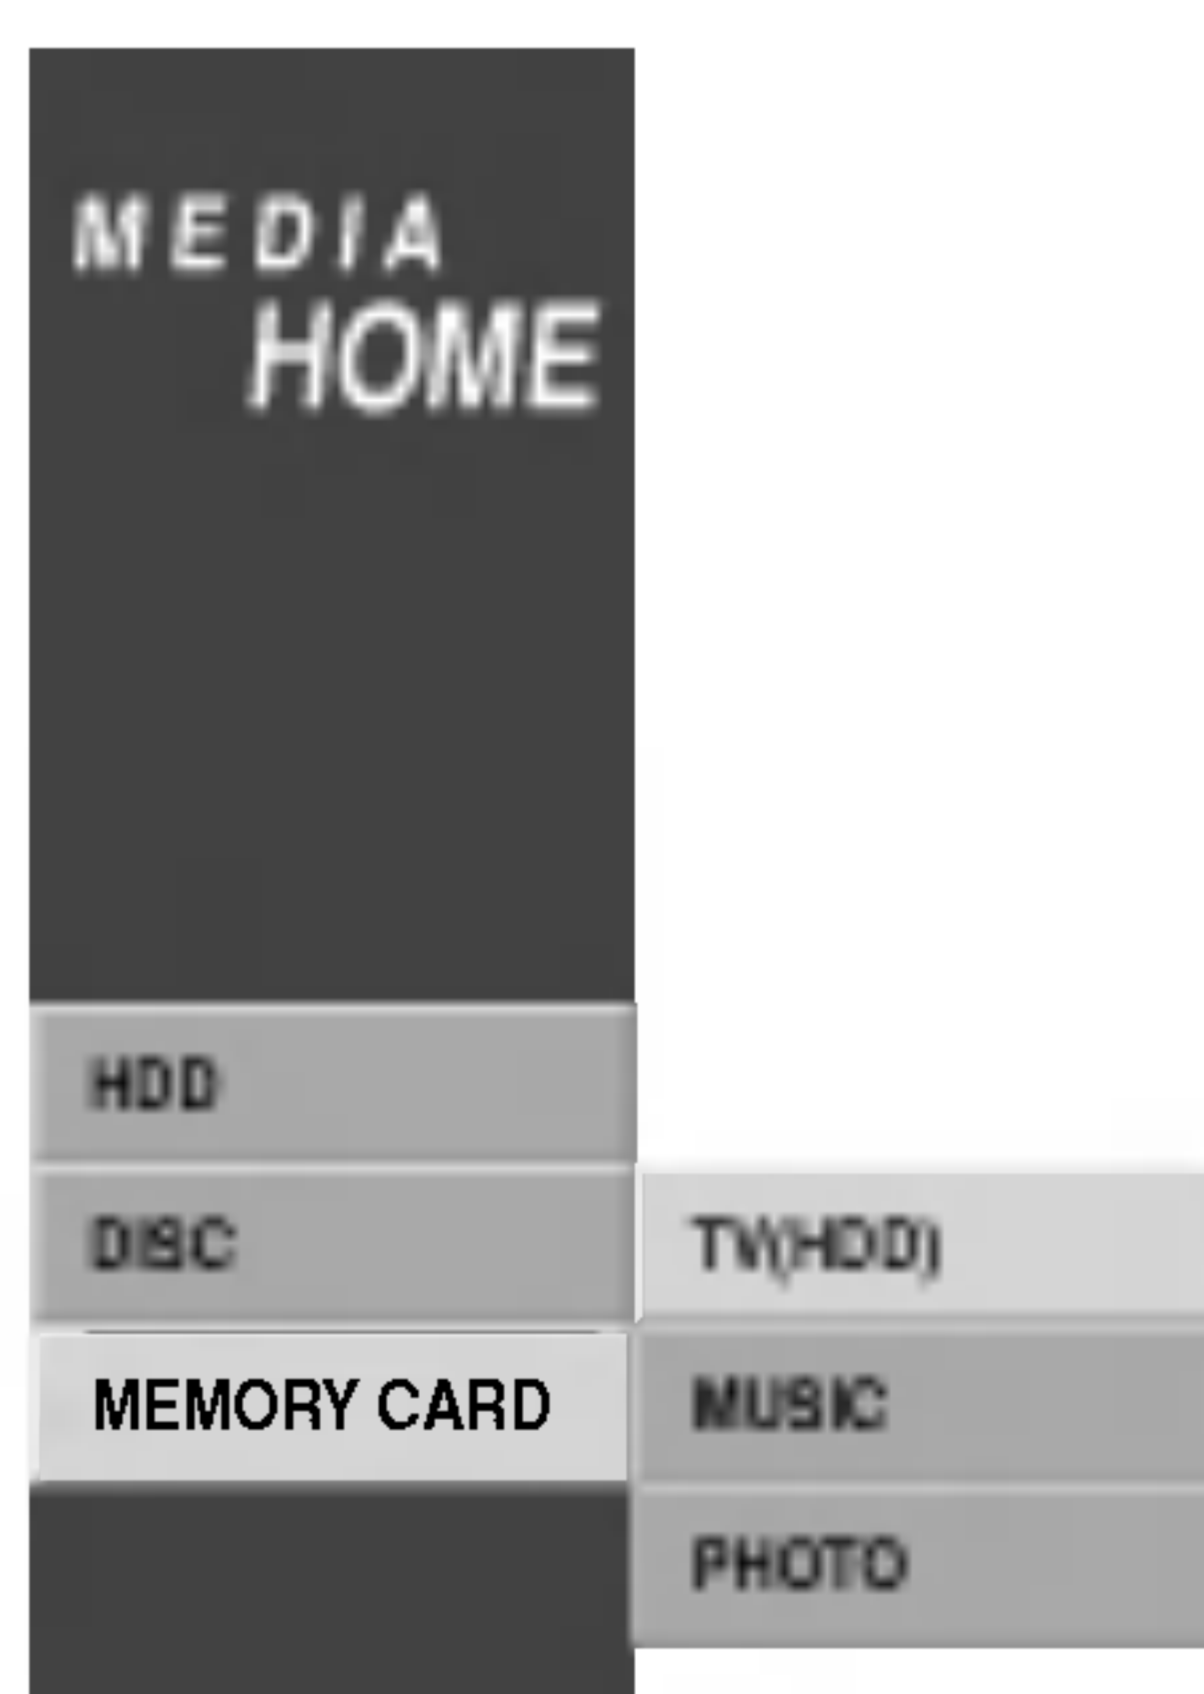 MEDIA
HOME
HDD
DISC
TV(HDD)
MEMORY CARD
MUSIC
PHOTO